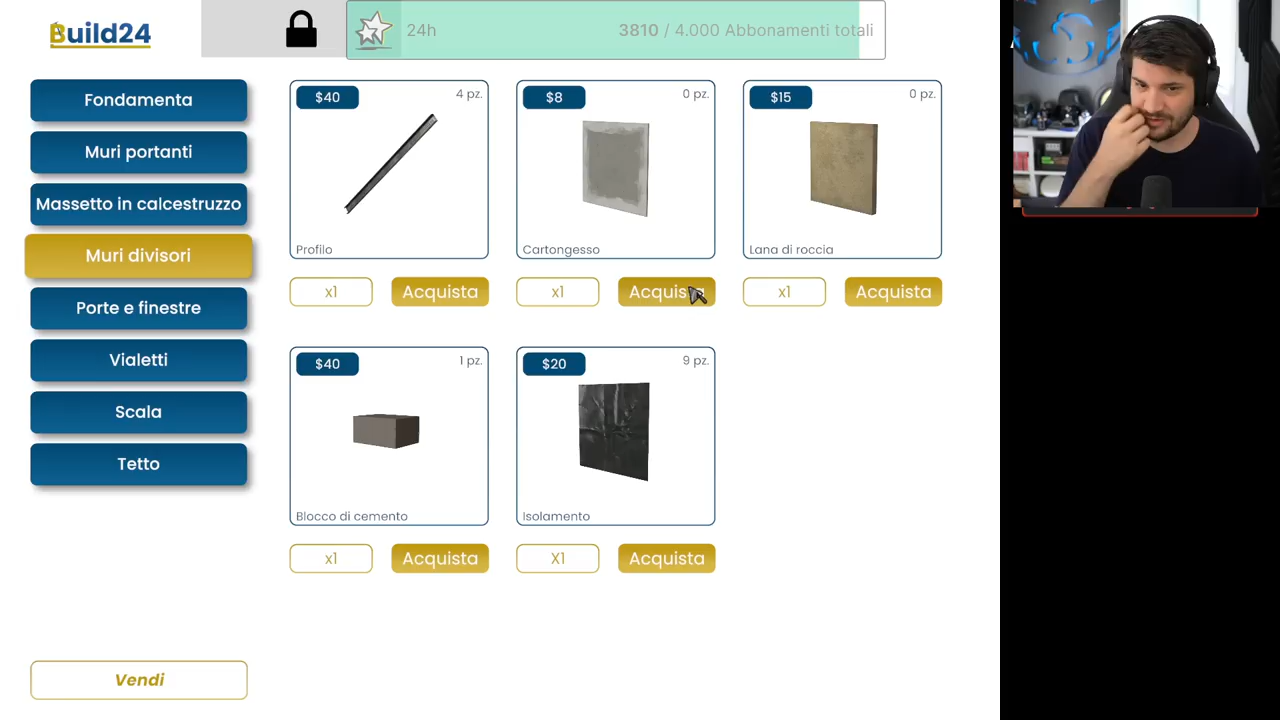 Build24
24h
3810 / 4.000 Abbonamenti totali
Fondamenta
Muri portanti
Massetto in calcestruzzo
Muri divisori
Porte e finestre
Vialetti
Scala
Tetto
Vendi
$40
4 pz.
Profilo
x1
Acquista
$8
0 pz.
Cartongesso
x1
Acquista
$15
0 pz.
Lana di roccia
x1
Acquista
$40
1 pz.
Blocco di cemento
x1
Acquista
$20
9 pz.
Isolamento
X1
Acquista